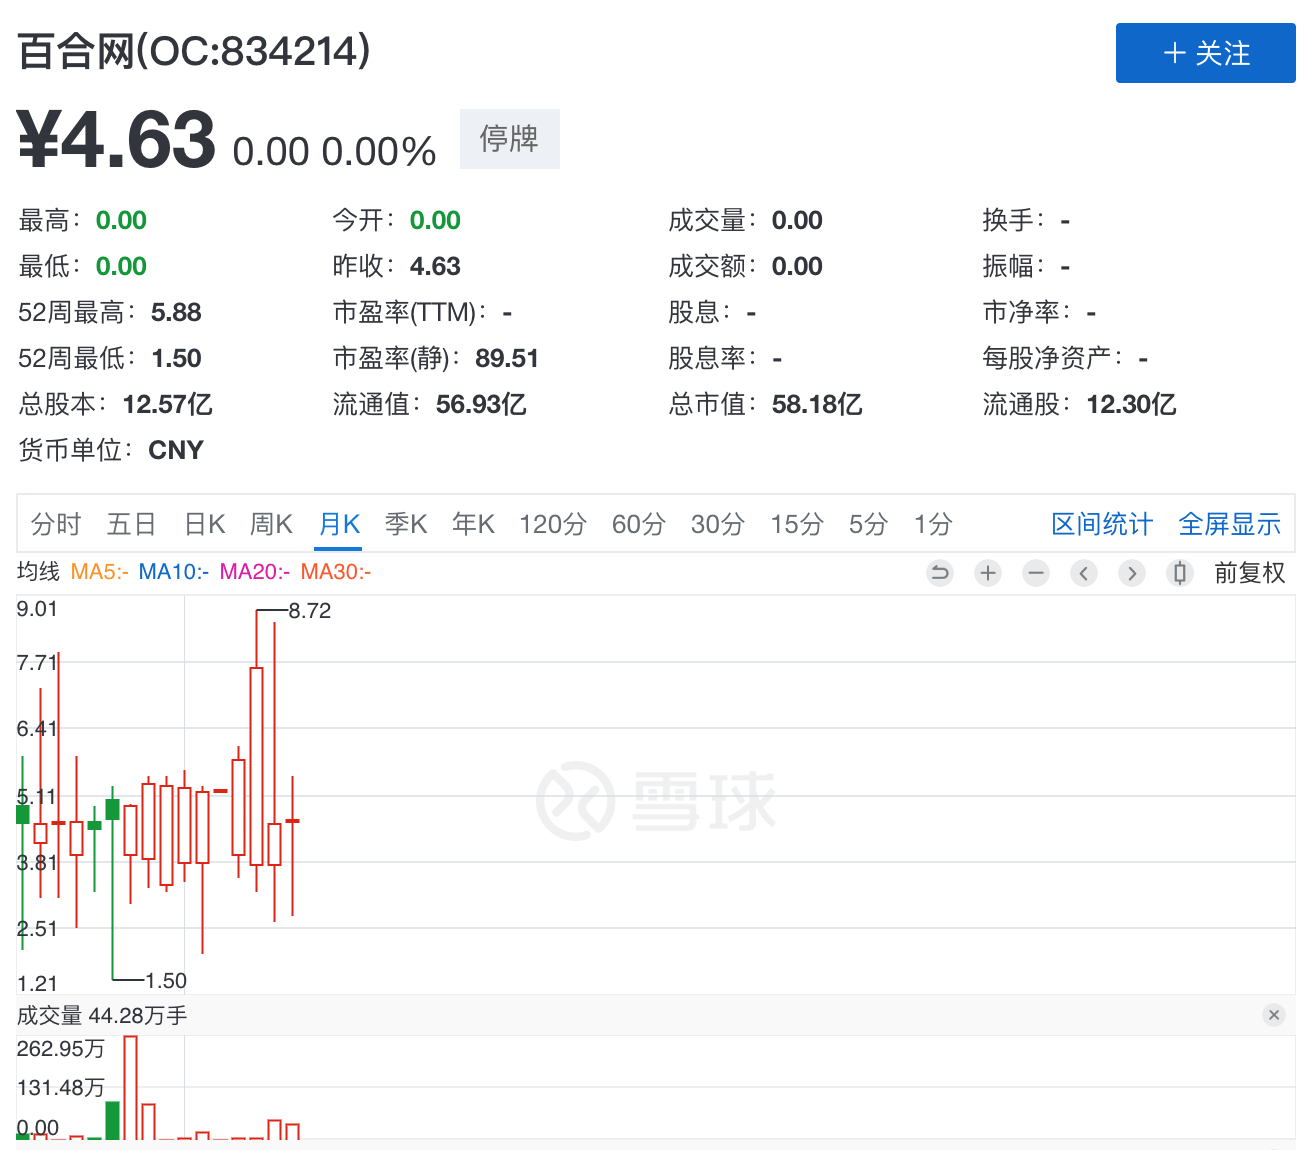 百合网(OC:834214)
+ 关注
¥4.63 0.00 0.00% 停牌
最高：0.00 今开：0.00 成交量：0.00 换手：-
最低：0.00 昨收：4.63 成交额：0.00 振幅：-
52周最高：5.88 市盈率(TTM)：- 股息：- 市净率：-
52周最低：1.50 市盈率(静)：89.51 股息率：- 每股净资产：-
总股本：12.57亿 流通值：56.93亿 总市值：58.18亿 流通股：12.30亿
货币单位：CNY
分时 五日 日K 周K 月K 季K 年K 120分 60分 30分 15分 5分 1分 区间统计 全屏显示
均线 MA5:- MA10:- MA20:- MA30:- 前复权
9.01
8.72
7.71
6.41
5.11
雪球
3.81
2.51
1.21
1.50
成交量 44.28万手
262.95万
131.48万
0.00